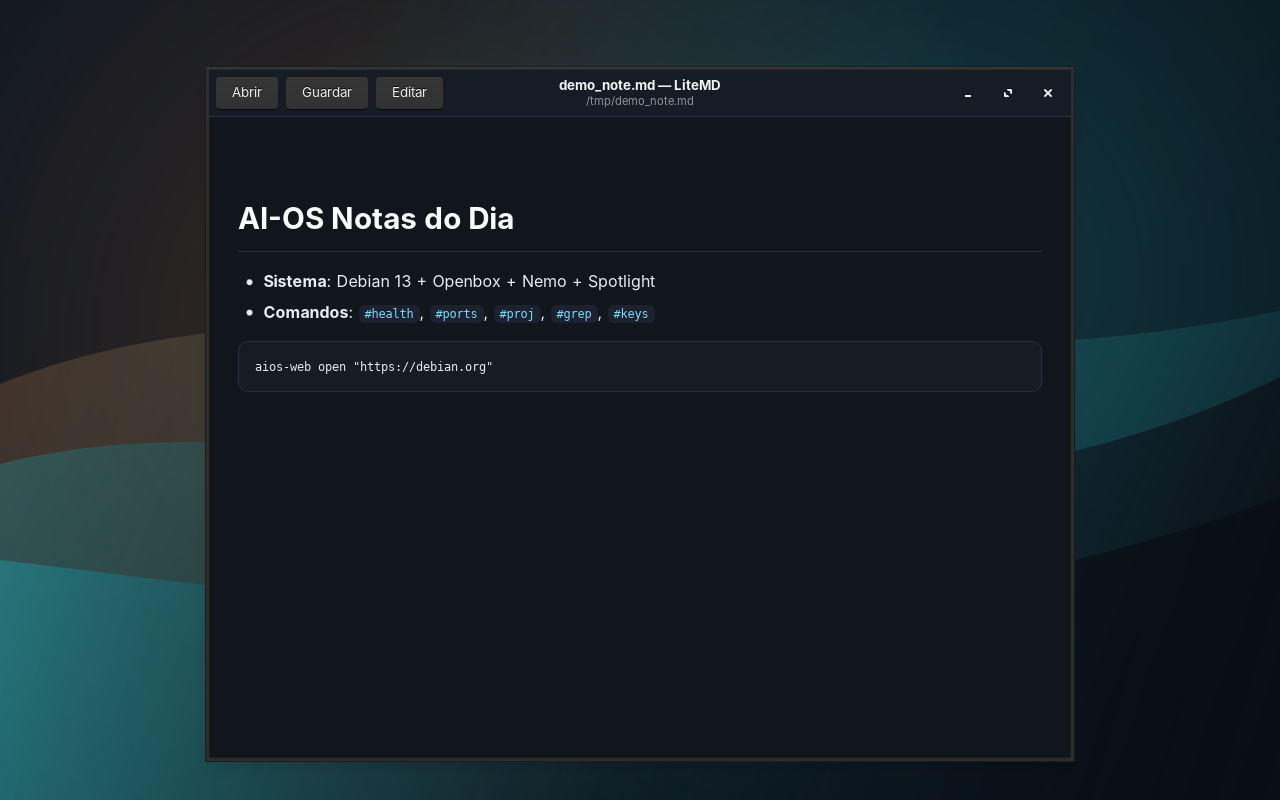 Abrir Guardar Editar
demo_note.md — LiteMD
/tmp/demo_note.md
AI-OS Notas do Dia
• Sistema: Debian 13 + Openbox + Nemo + Spotlight
• Comandos: #health, #ports, #proj, #grep, #keys
aios-web open "https://debian.org"